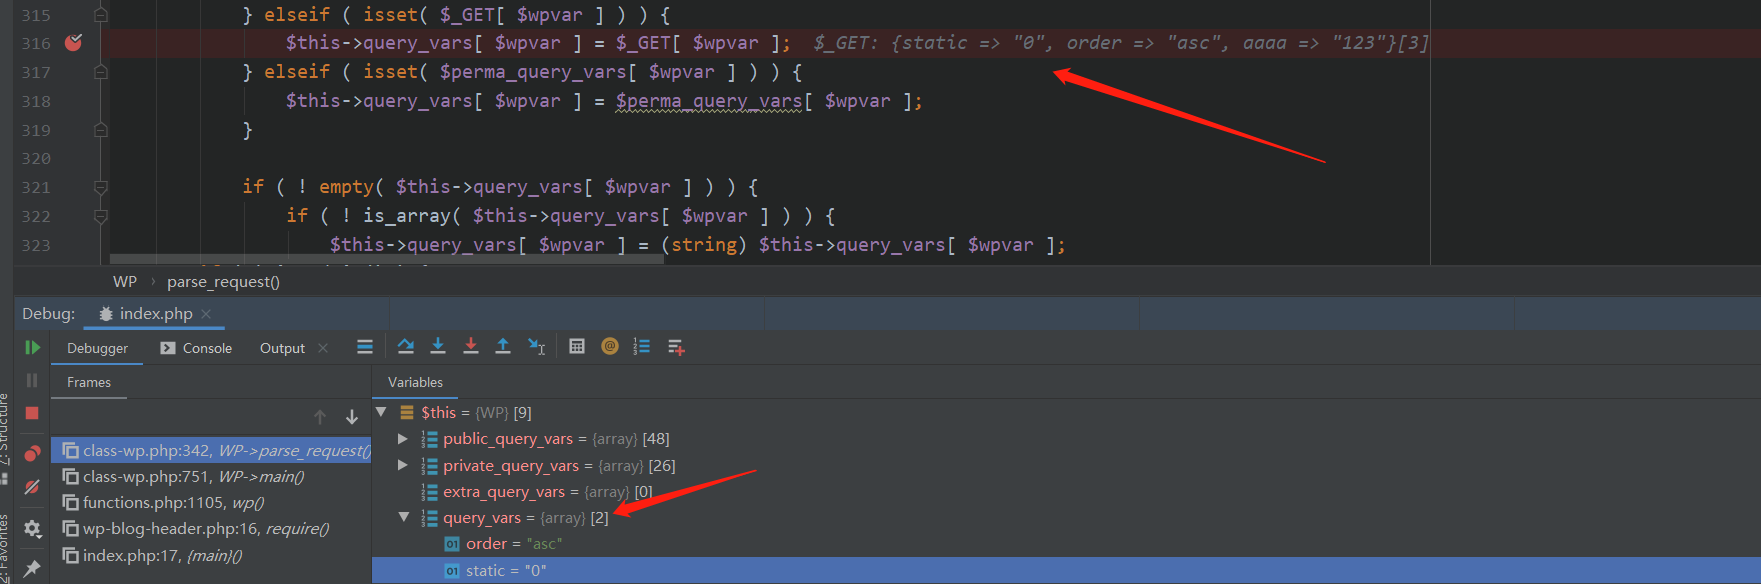 315 } elseif ( isset( $_GET[ $wpvar ] ) ) {
316 $this->query_vars[ $wpvar ] = $_GET[ $wpvar ]; $_GET: {static => "0", order => "asc", aaaa => "123"}[3]
317 } elseif ( isset( $perma_query_vars[ $wpvar ] ) ) {
318 $this->query_vars[ $wpvar ] = $perma_query_vars[ $wpvar ];
319 }
320
321 if ( ! empty( $this->query_vars[ $wpvar ] ) ) {
322 if ( ! is_array( $this->query_vars[ $wpvar ] ) ) {
323 $this->query_vars[ $wpvar ] = (string) $this->query_vars[ $wpvar ];
WP › parse_request()
Debug: index.php ×
Debugger Console Output ×
Frames
Variables
class-wp.php:342, WP->parse_request()
class-wp.php:751, WP->main()
functions.php:1105, wp()
wp-blog-header.php:16, require()
index.php:17, {main}()
$this = {WP} [9]
public_query_vars = {array} [48]
private_query_vars = {array} [26]
extra_query_vars = {array} [0]
query_vars = {array} [2]
01 order = "asc"
01 static = "0"
Z: Structure
2: Favorites